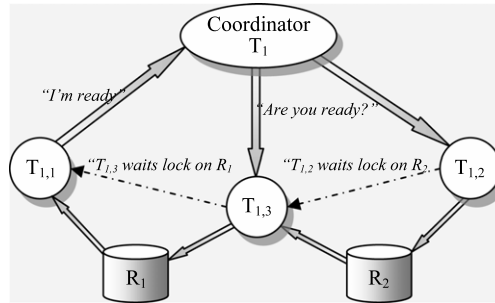 Coordinator
T1
“I’m ready”
“Are you ready?”
T1,1
“T1,3 waits lock on R1
“T1,2 waits lock on R2,
T1,2
T1,3
R1
R2